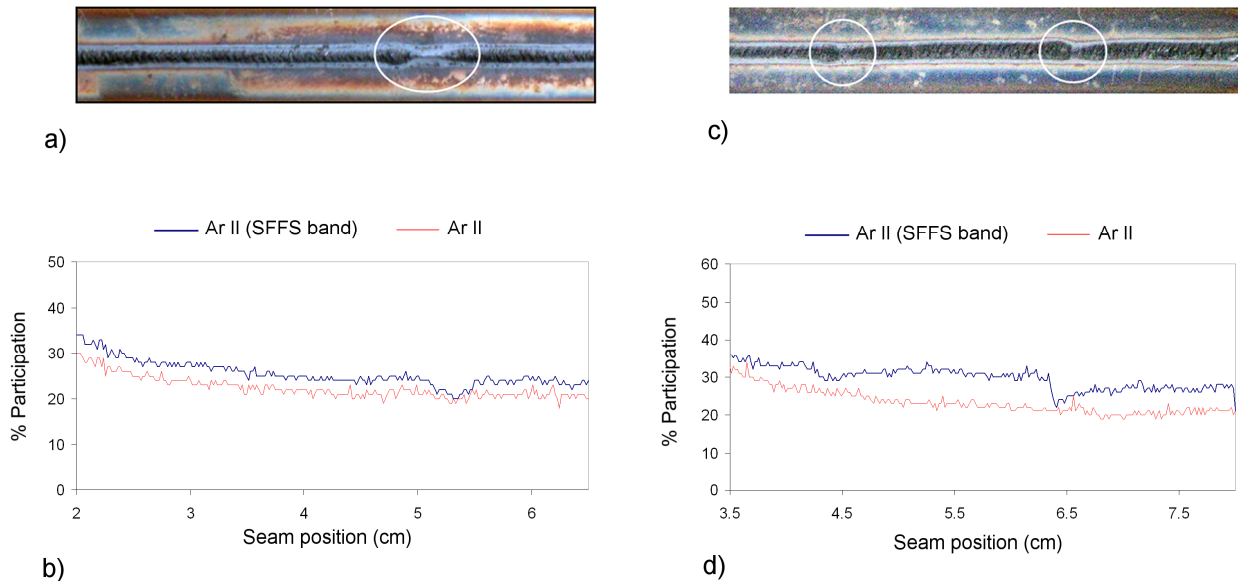 a)
c)
Ar II (SFFS band) Ar II
50
40
30
20
10
0
% Participation
2 3 4 5 6
Seam position (cm)
b)
Ar II (SFFS band) Ar II
60
50
40
30
20
10
0
% Participation
3.5 4.5 5.5 6.5 7.5
Seam position (cm)
d)